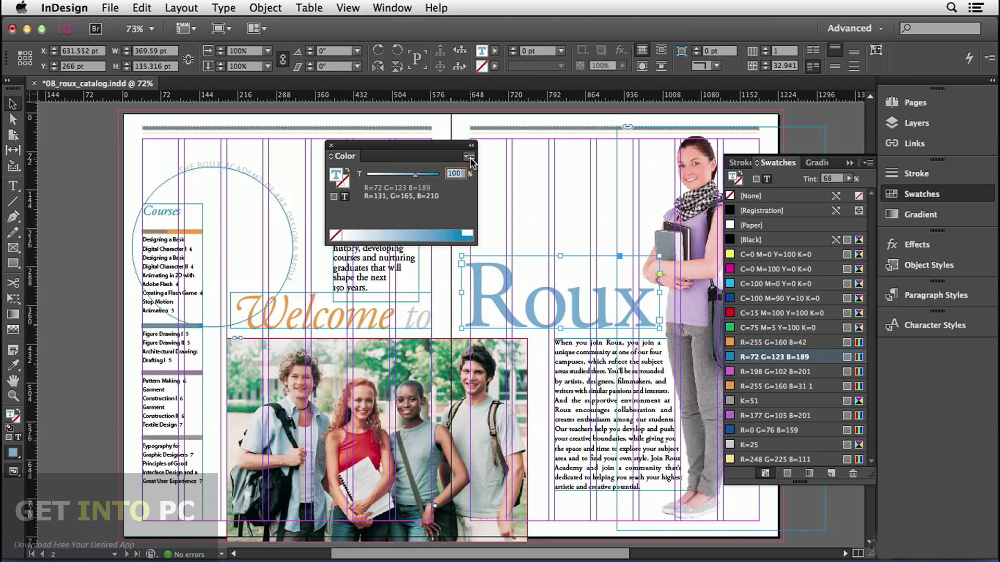 InDesign File Edit Layout Type Object Table View Window Help
Id Br 73% Advanced
X: 631.552 pt W: 369.59 pt 100% 0° 0 pt 0 pt 1
Y: 266 pt H: 135.316 pt 100% 0° 100% 32.941
*08_roux_catalog.indd @ 72%
144 72 0 72 144 216 288 360 432 504 576 648 720 792 864 936 1008 1080 1152 1224 1296
Pages
Layers
Links
Stroke
Swatches
Gradient
Effects
Object Styles
Paragraph Styles
Character Styles
Color
T 100 %
R=72 G=123 B=189
R=131, G=165, B=210
Stroke Swatches
Tint: 68 %
[None]
[Registration]
[Paper]
[Black]
C=0 M=0 Y=100 K=0
C=0 M=100 Y=0 K=0
C=100 M=0 Y=0 K=0
C=100 M=90 Y=10 K=0
C=15 M=100 Y=100 K=0
C=75 M=5 Y=100 K=0
R=255 G=160 B=42
R=72 G=123 B=189
R=198 G=102 B=201
R=255 G=160 B=31 1
K=51
R=177 G=105 B=201
R=0 G=76 B=159
K=25
R=248 G=225 B=111
THE ROUX ACADEMY OF ART, DESIGN & MEDIA
Courses
Designing a Basic
Digital Character I 4
Designing a Basic
Digital Character II 4
Animating in 2D with
Adobe Flash 4
Creating a Flash Game 4
Stop Motion
Animation 5
Figure Drawing I 5
Figure Drawing II 5
Architectural Drawing:
Drafting I 5
Pattern Making 6
Garment
Construction I 6
Garment
Construction II 6
Textile Design 7
Typography for
Graphic Designers 7
Principles of Good
Interface Design and a
Great User Experience 7
history, developing
courses and nurturing
graduates that will
shape the next
150 years.
Welcome to
Roux
When you join Roux, you join a
unique community at one of our four
campuses, which reflect the subject
areas studied there. You'll be surrounded
by artists, designers, filmmakers, and
writers with similar passions and interests.
And the supportive environment at
Roux encourages collaboration and
creates enthusiasm among our students.
Our teachers help you develop and push
your creative boundaries, while giving you
the space and time to explore your subject
area and to find your own style. Join Roux
Academy and join a community that's
dedicated to helping you reach your highest
artistic and creative potential.
GET INTO PC
Download Free Your Desired App
2 No errors